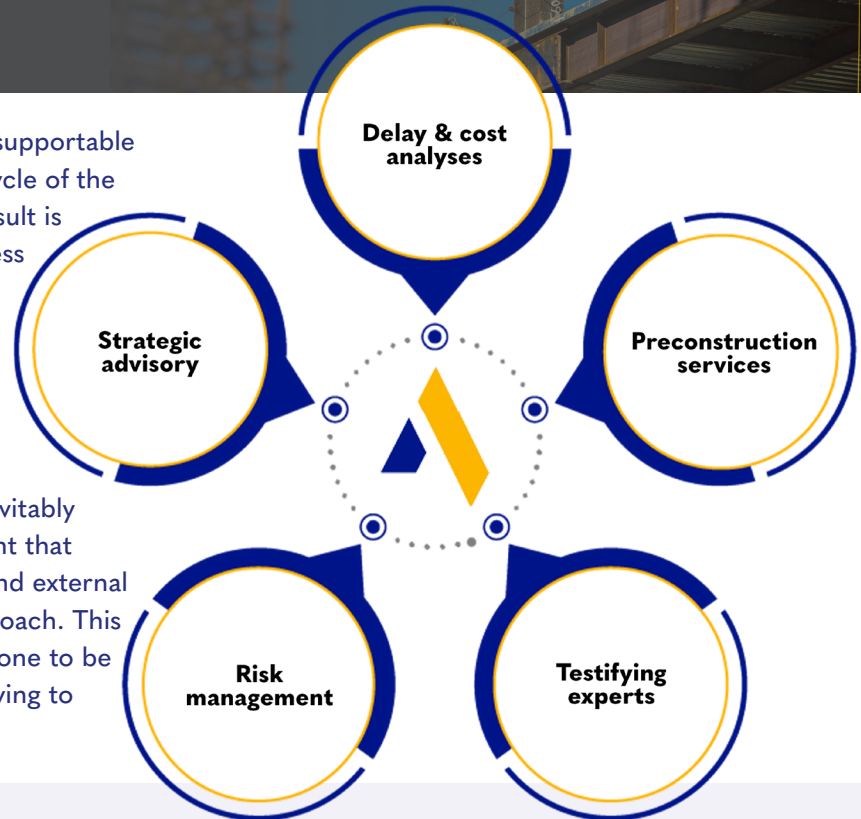 supportable
ycle of the
sult is
ess
vitably
nt that
nd external
roach. This
one to be
ving to
Delay & cost
analyses
Strategic
advisory
Preconstruction
services
Risk
management
Testifying
experts